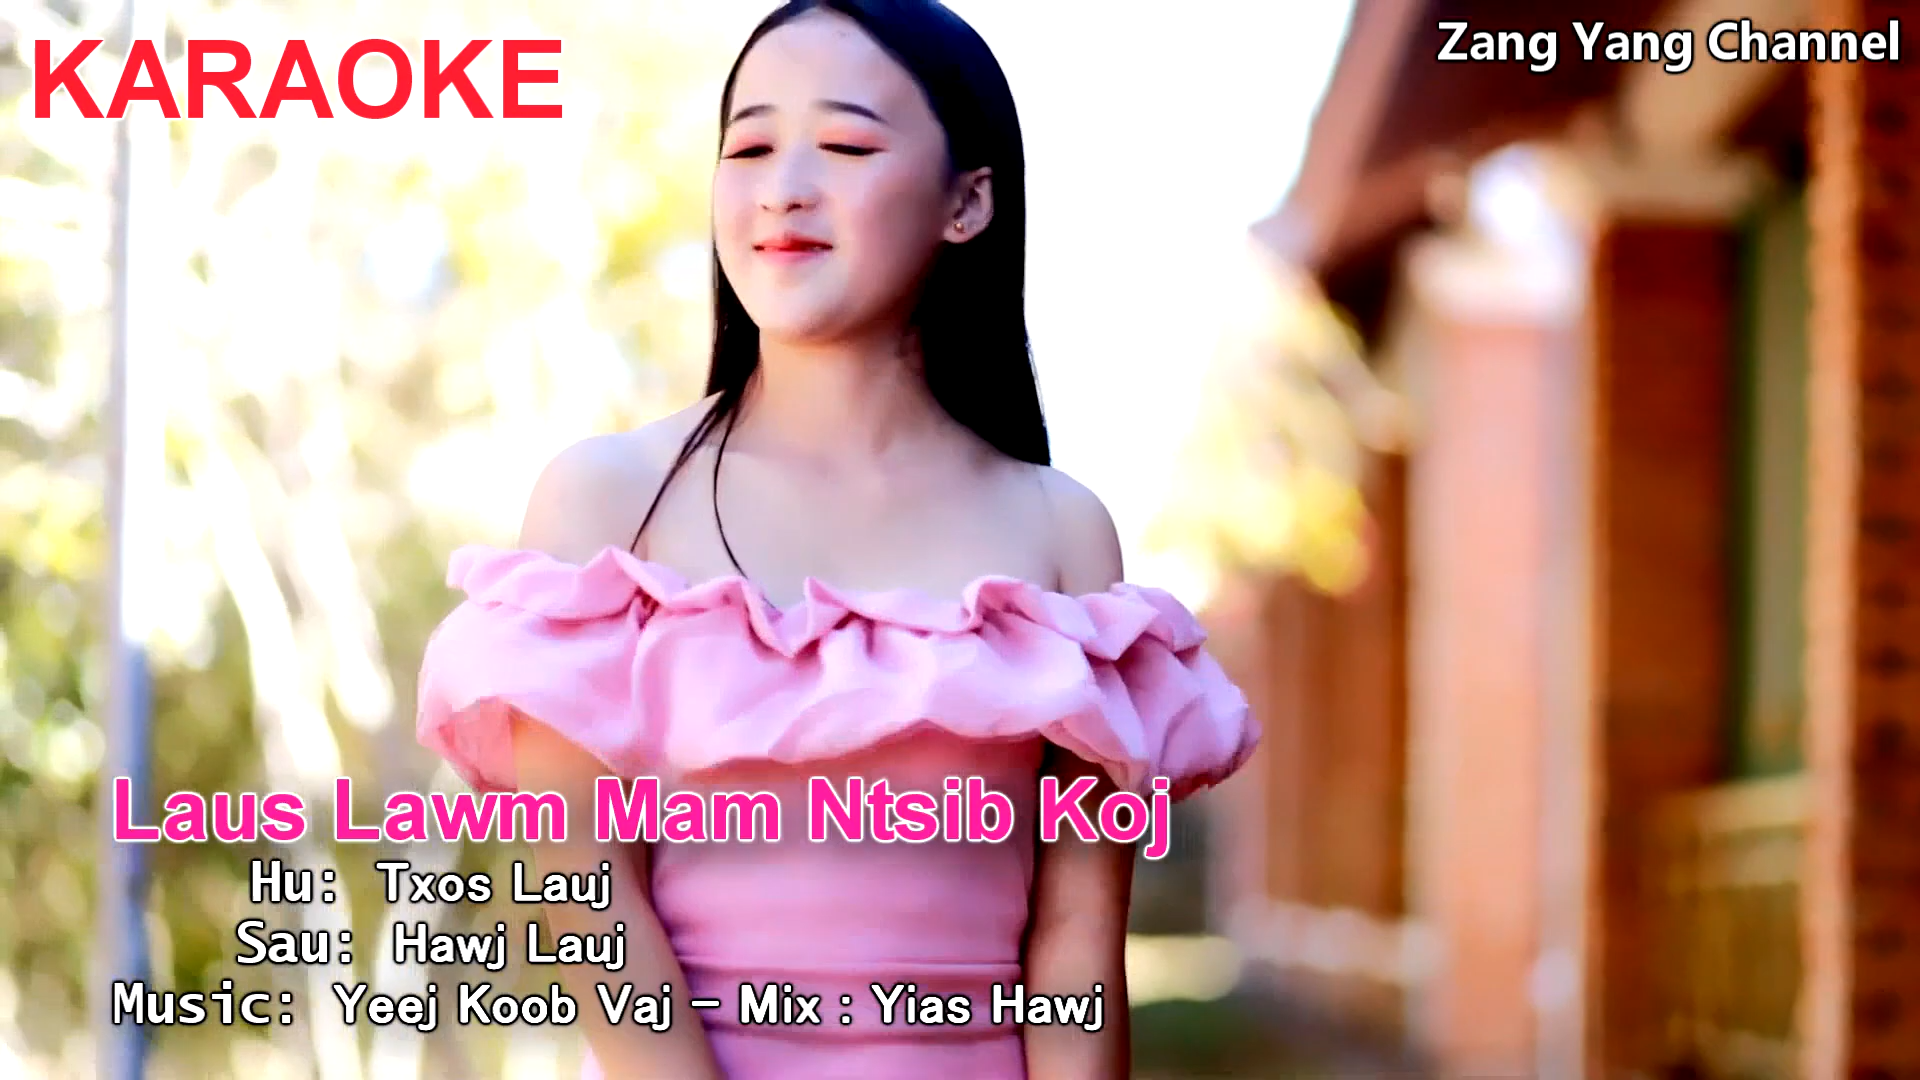 KARAOKE
Zang Yang Channel
Laus Lawm Mam Ntsib Koj
Hu: Txos Lauj
Sau: Hawj Lauj
Music: Yeej Koob Vaj - Mix : Yias Hawj